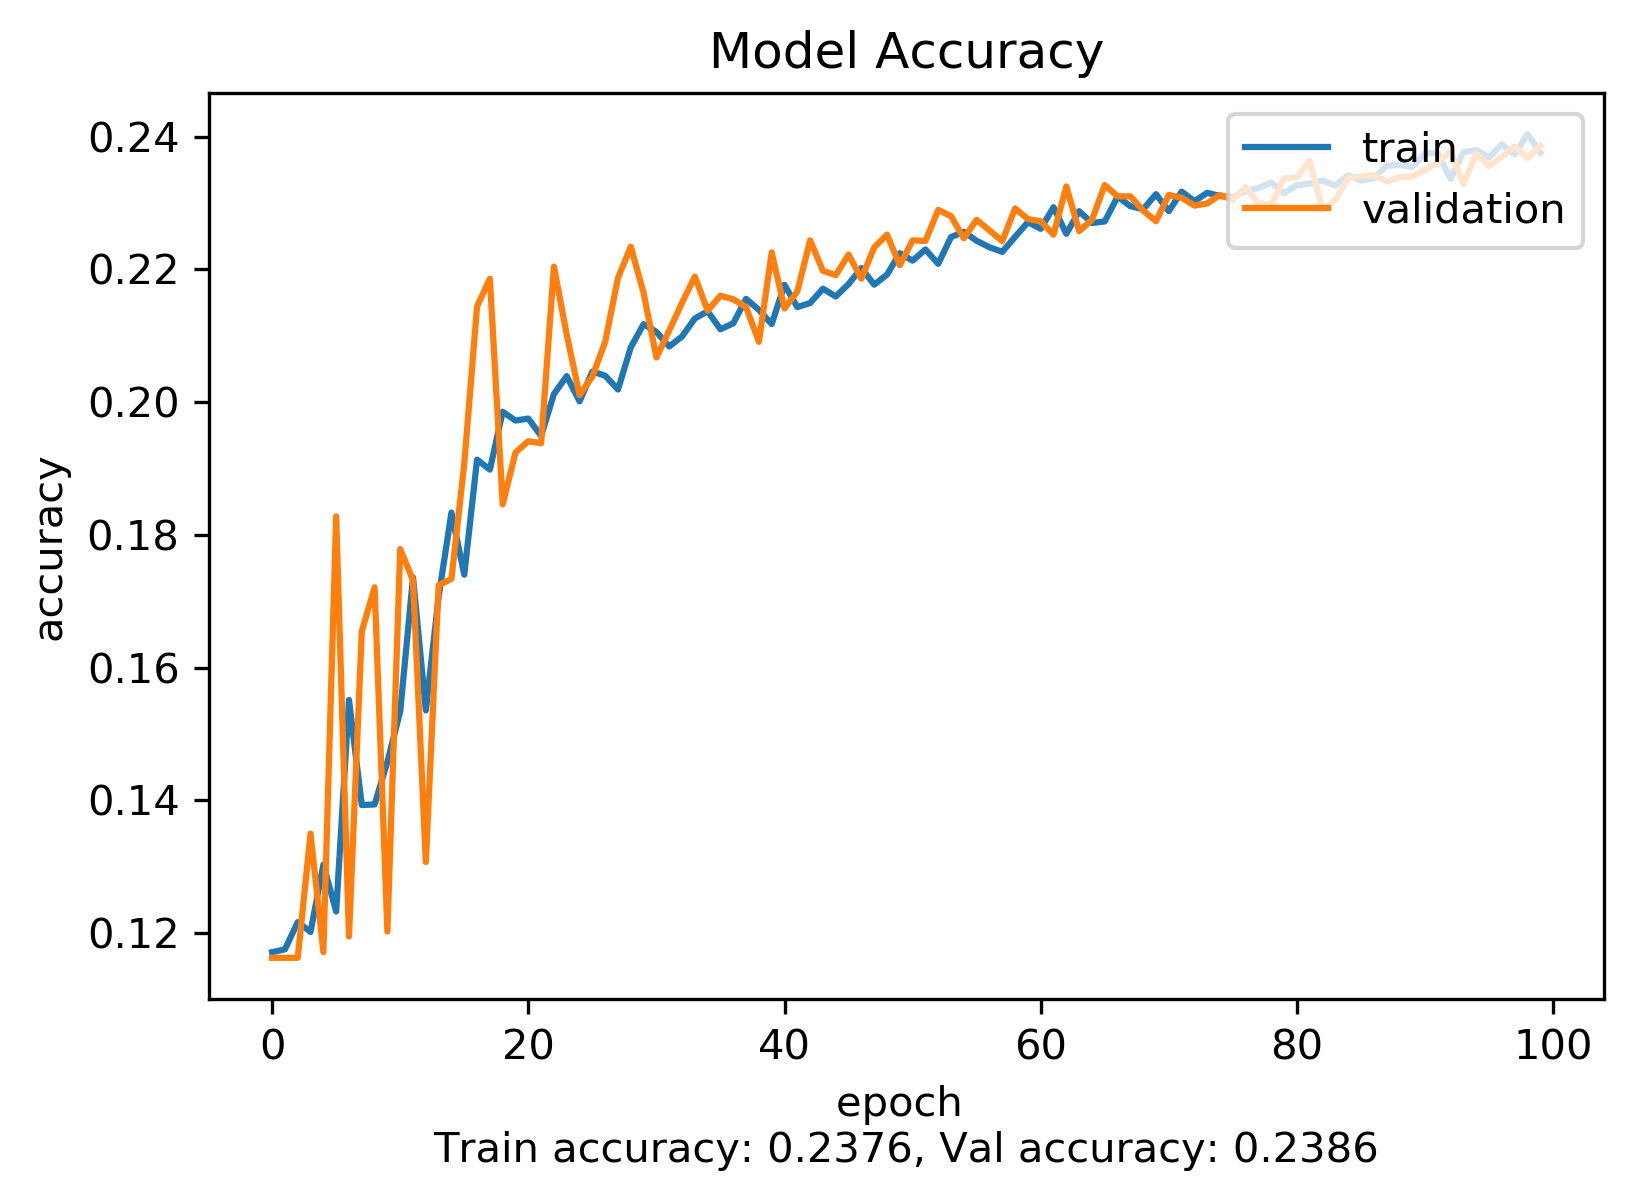 Model Accuracy
0.24
0.22
0.20
0.18
0.16
0.14
0.12
accuracy
train
validation
0 20 40 60 80 100
epoch
Train accuracy: 0.2376, Val accuracy: 0.2386